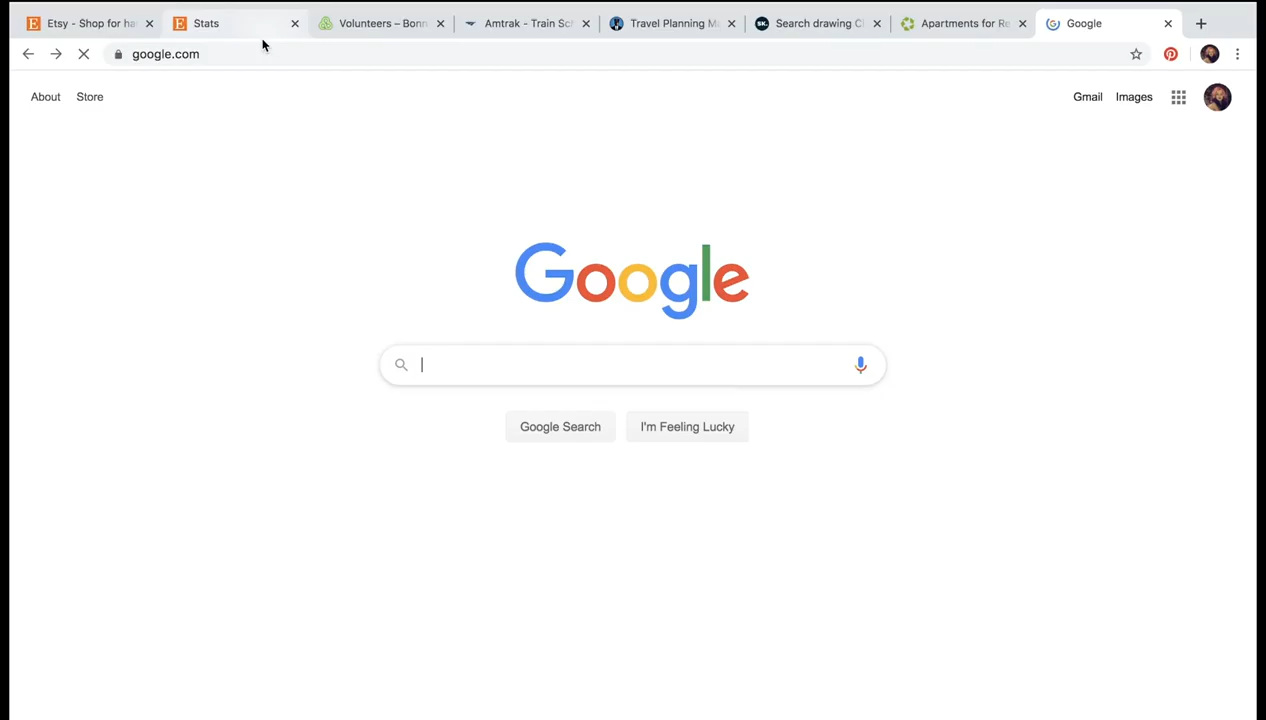 Etsy - Shop for ha
Stats
Volunteers – Bonn
Amtrak - Train Sc
Travel Planning M
sk.
Search drawing C
Apartments for Re
Google
google.com
About
Store
Gmail
Images
Google
Google Search
I'm Feeling Lucky